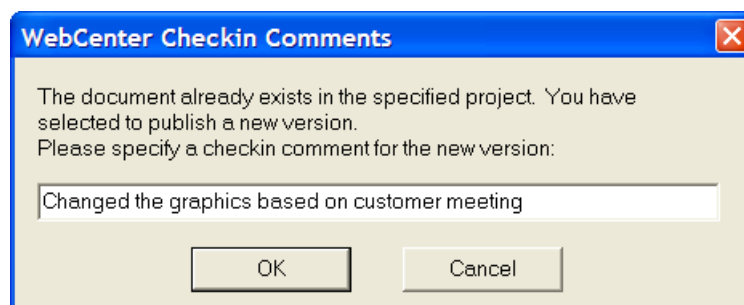 WebCenter Checkin Comments
The document already exists in the specified project. You have
selected to publish a new version.
Please specify a checkin comment for the new version:
Changed the graphics based on customer meeting
OK
Cancel